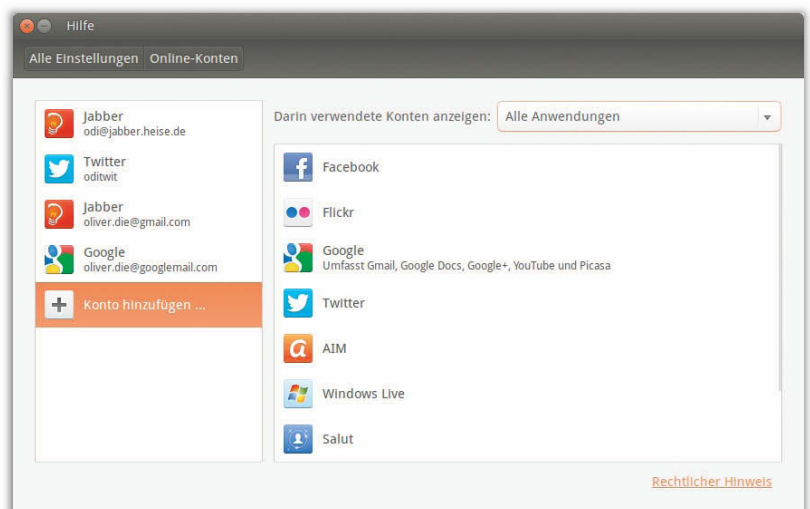 Hilfe
Alle Einstellungen Online-Konten
Jabber
odi@jabber.heise.de
Twitter
oditwit
Jabber
oliver.die@gmail.com
Google
oliver.die@googlemail.com
Konto hinzufügen ...
Darin verwendete Konten anzeigen: Alle Anwendungen
Facebook
Flickr
Google
Umfasst Gmail, Google Docs, Google+, YouTube und Picasa
Twitter
AIM
Windows Live
Salut
Rechtlicher Hinweis